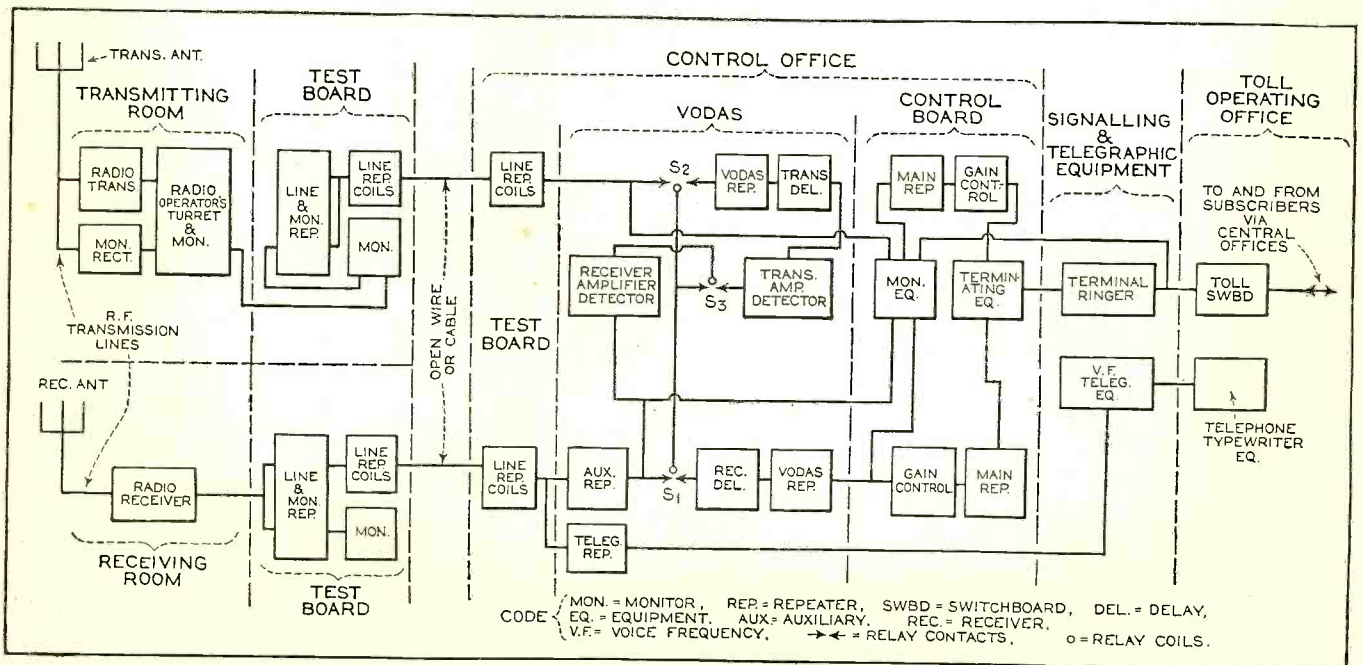 TRANS. ANT.
TRANSMITTING
ROOM
RADIO
TRANS.
MON.
RECT.
RADIO
OPERATOR'S
TURRET
& MON.
R.F.
TRANSMISSION
LINES
TEST
BOARD
LINE
& MON.
REP.
LINE
REP.
COILS
MON.
OPEN WIRE
OR CABLE
REC. ANT
RADIO
RECEIVER
RECEIVING
ROOM
LINE
& MON.
REP.
LINE
REP.
COILS
MON.
TEST
BOARD
CONTROL OFFICE
LINE
REP.
COILS
TEST
BOARD
LINE
REP.
COILS
VODAS
S2
VODAS
REP.
TRANS
DEL.
RECEIVER
AMPLIFIER
DETECTOR
S3
TRANS.
AMP.
DETECTOR
AUX.
REP.
S1
REC.
DEL.
VODAS
REP.
TELEG.
REP.
CONTROL
BOARD
MAIN
REP
GAIN
CONT-
ROL
MON.
EQ.
TERMIN-
ATING
EQ.
GAIN
CONTROL
MAIN
REP.
SIGNALLING
&
TELEGRAPHIC
EQUIPMENT
TERMINAL
RINGER
V.F.
TELEG.
EQ.
TOLL
OPERATING
OFFICE
TO AND FROM
SUBSCRIBERS
VIA
CENTRAL
OFFICES
TOLL
SWBD
TELEPHONE
TYPEWRITER
EQ.
CODE
MON. = MONITOR, REP. = REPEATER, SWBD = SWITCHBOARD, DEL. = DELAY,
EQ. = EQUIPMENT. AUX. = AUXILIARY. REC. = RECEIVER,
V.F. = VOICE FREQUENCY, = RELAY CONTACTS, O = RELAY COILS.